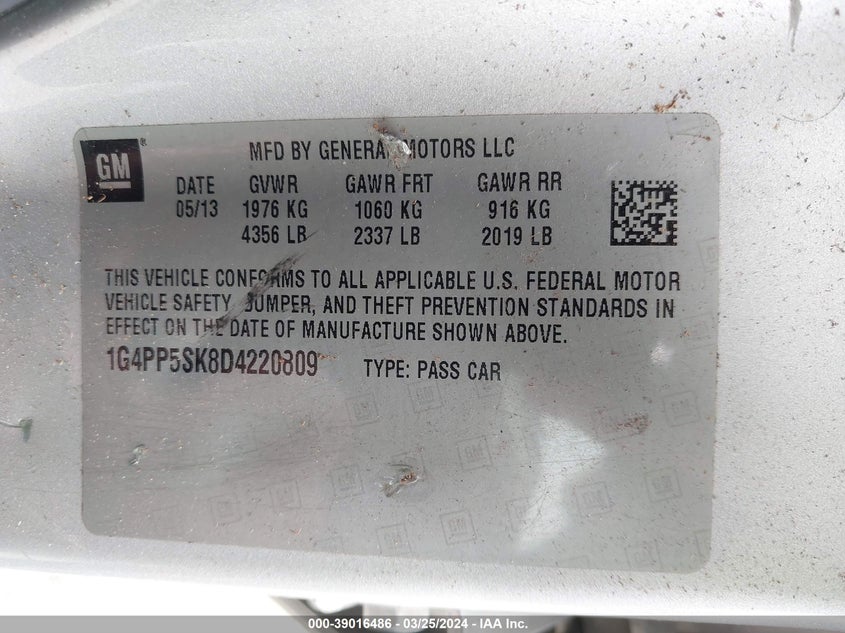 GM ®
MFD BY GENERAL MOTORS LLC
DATE GVWR GAWR FRT GAWR RR
05/13 1976 KG 1060 KG 916 KG
4356 LB 2337 LB 2019 LB
THIS VEHICLE CONFORMS TO ALL APPLICABLE U.S. FEDERAL MOTOR
VEHICLE SAFETY, BUMPER, AND THEFT PREVENTION STANDARDS IN
EFFECT ON THE DATE OF MANUFACTURE SHOWN ABOVE.
1G4PP5SK8D4220809 TYPE: PASS CAR
000-39016486 - 03/25/2024 - IAA Inc.